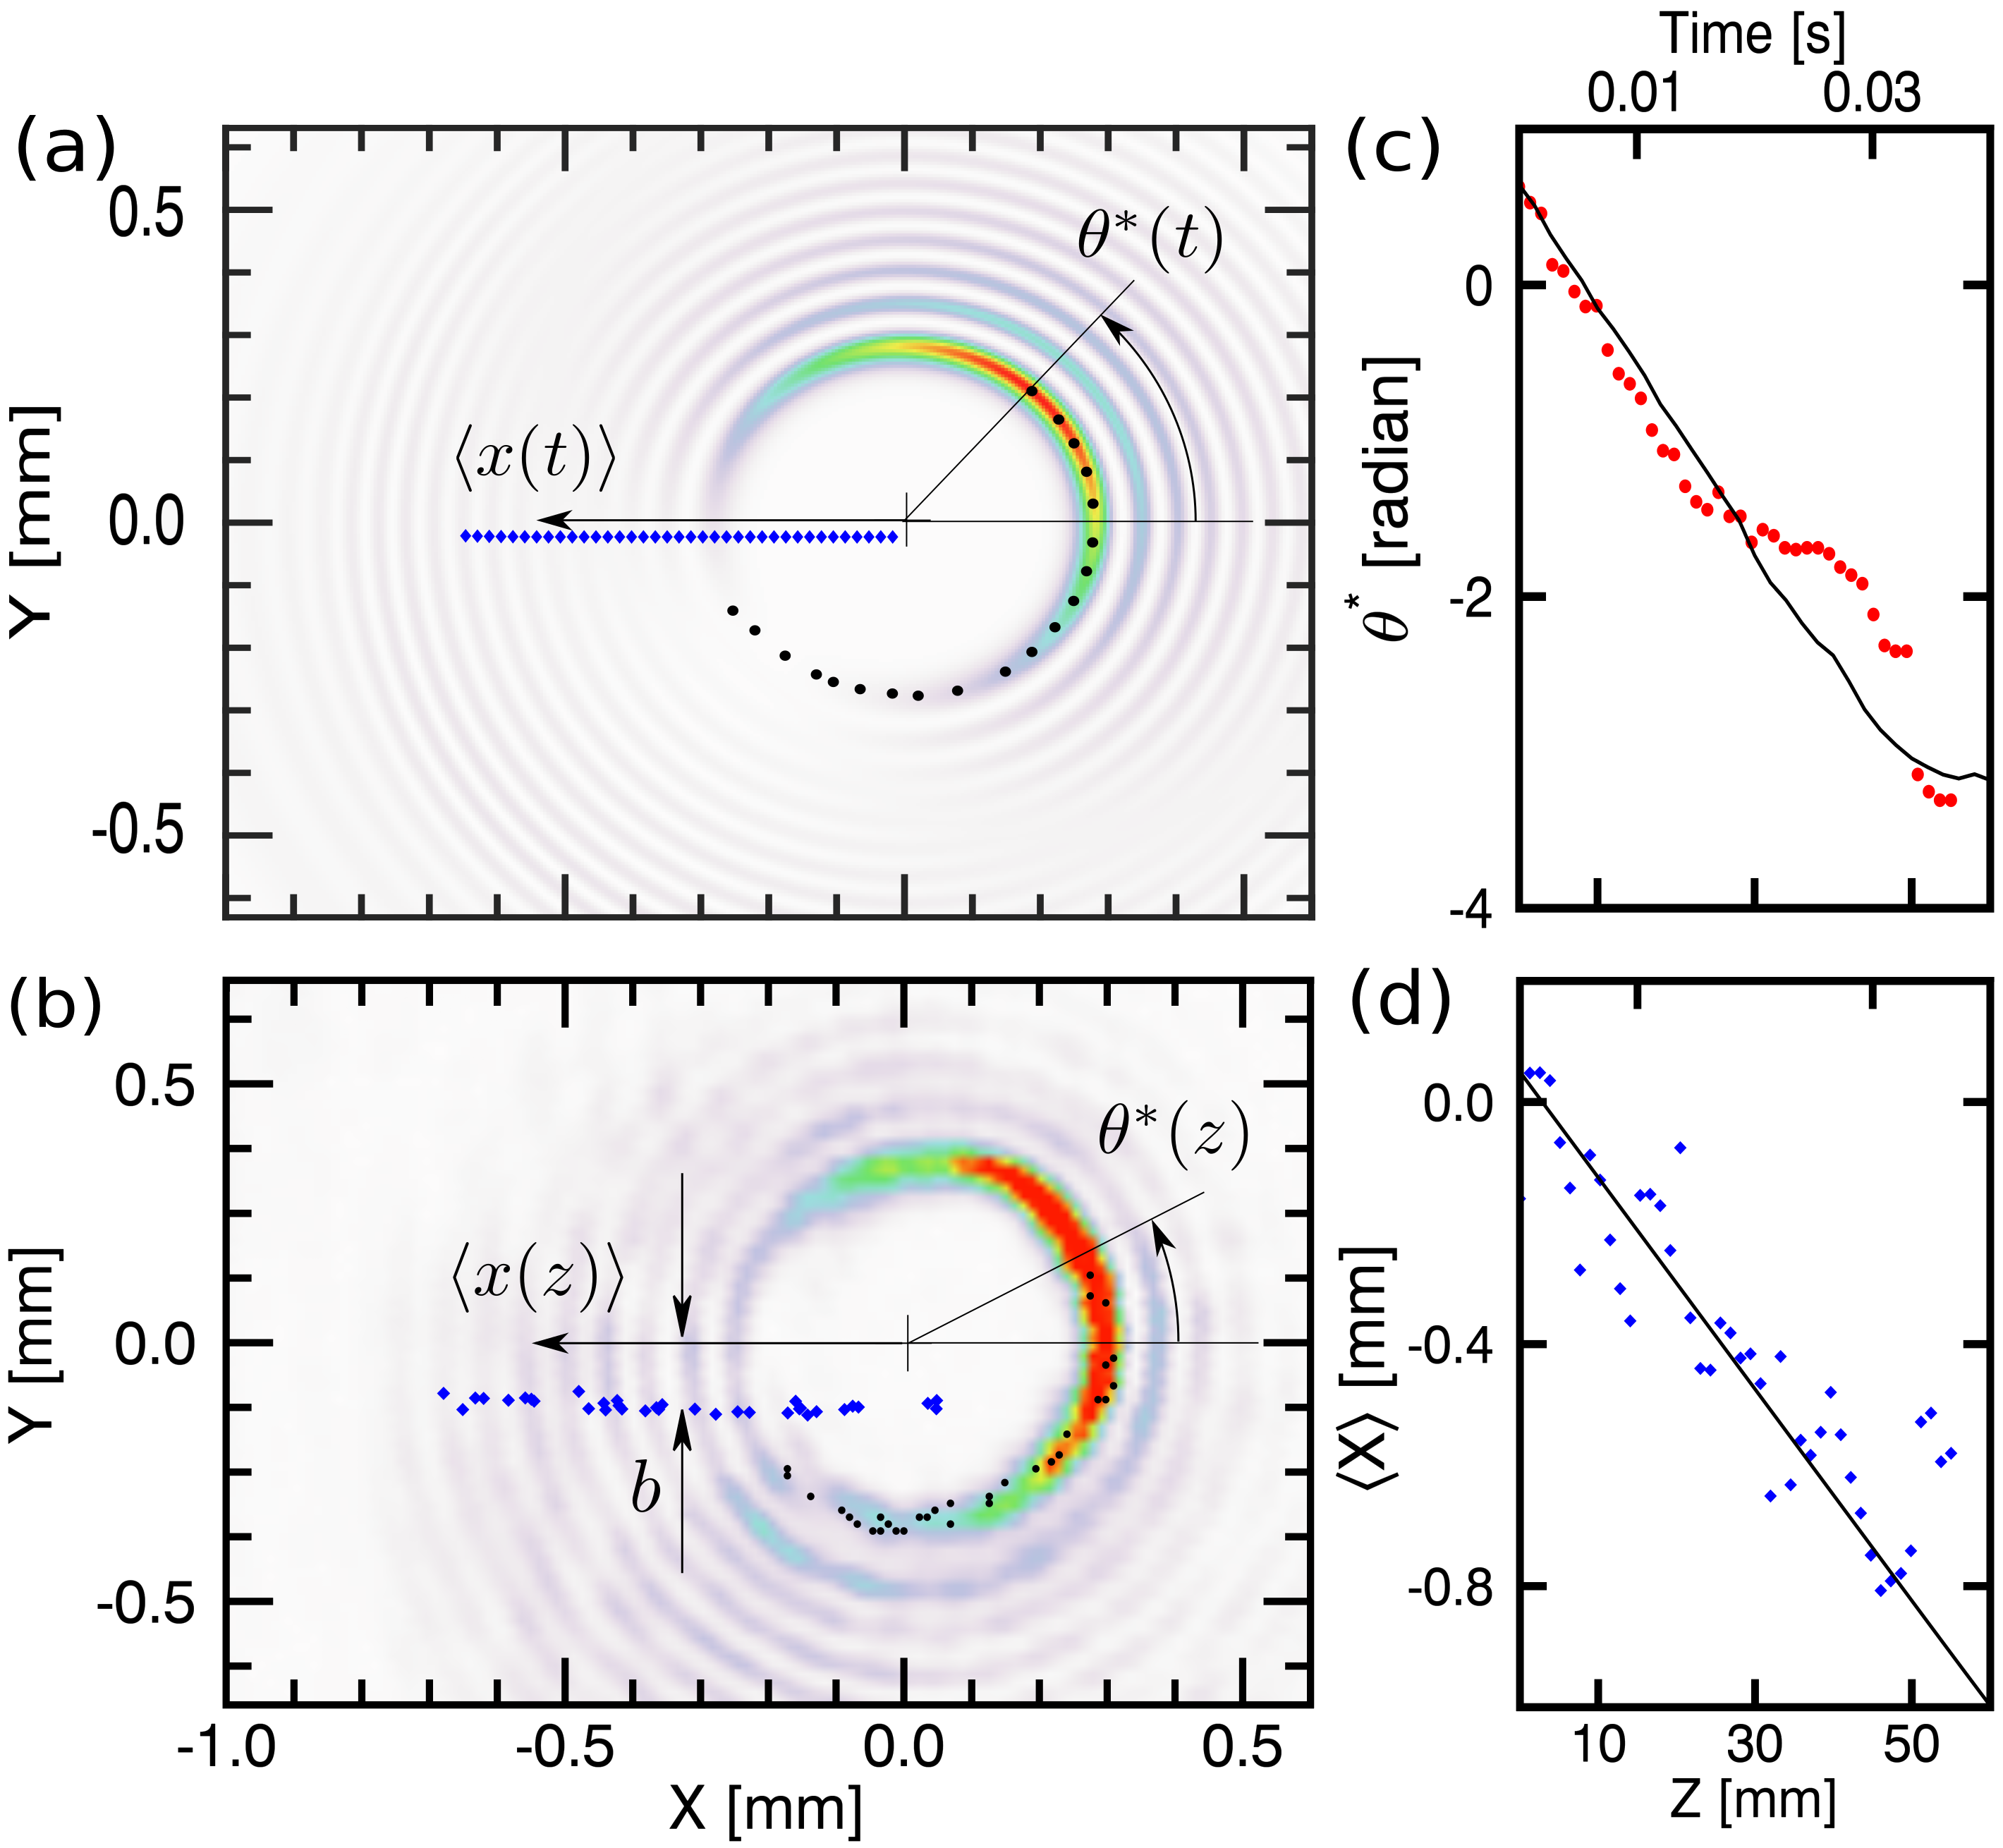 (a)
0.5
0.0
-0.5
Y [mm]
⟨x(t)⟩
θ*(t)
(c)
Time [s]
0.01 0.03
0
-2
-4
θ* [radian]
(b)
0.5
0.0
-0.5
Y [mm]
⟨x(z)⟩
θ*(z)
b
-1.0 -0.5 0.0 0.5
X [mm]
(d)
0.0
-0.4
-0.8
⟨X⟩ [mm]
10 30 50
Z [mm]